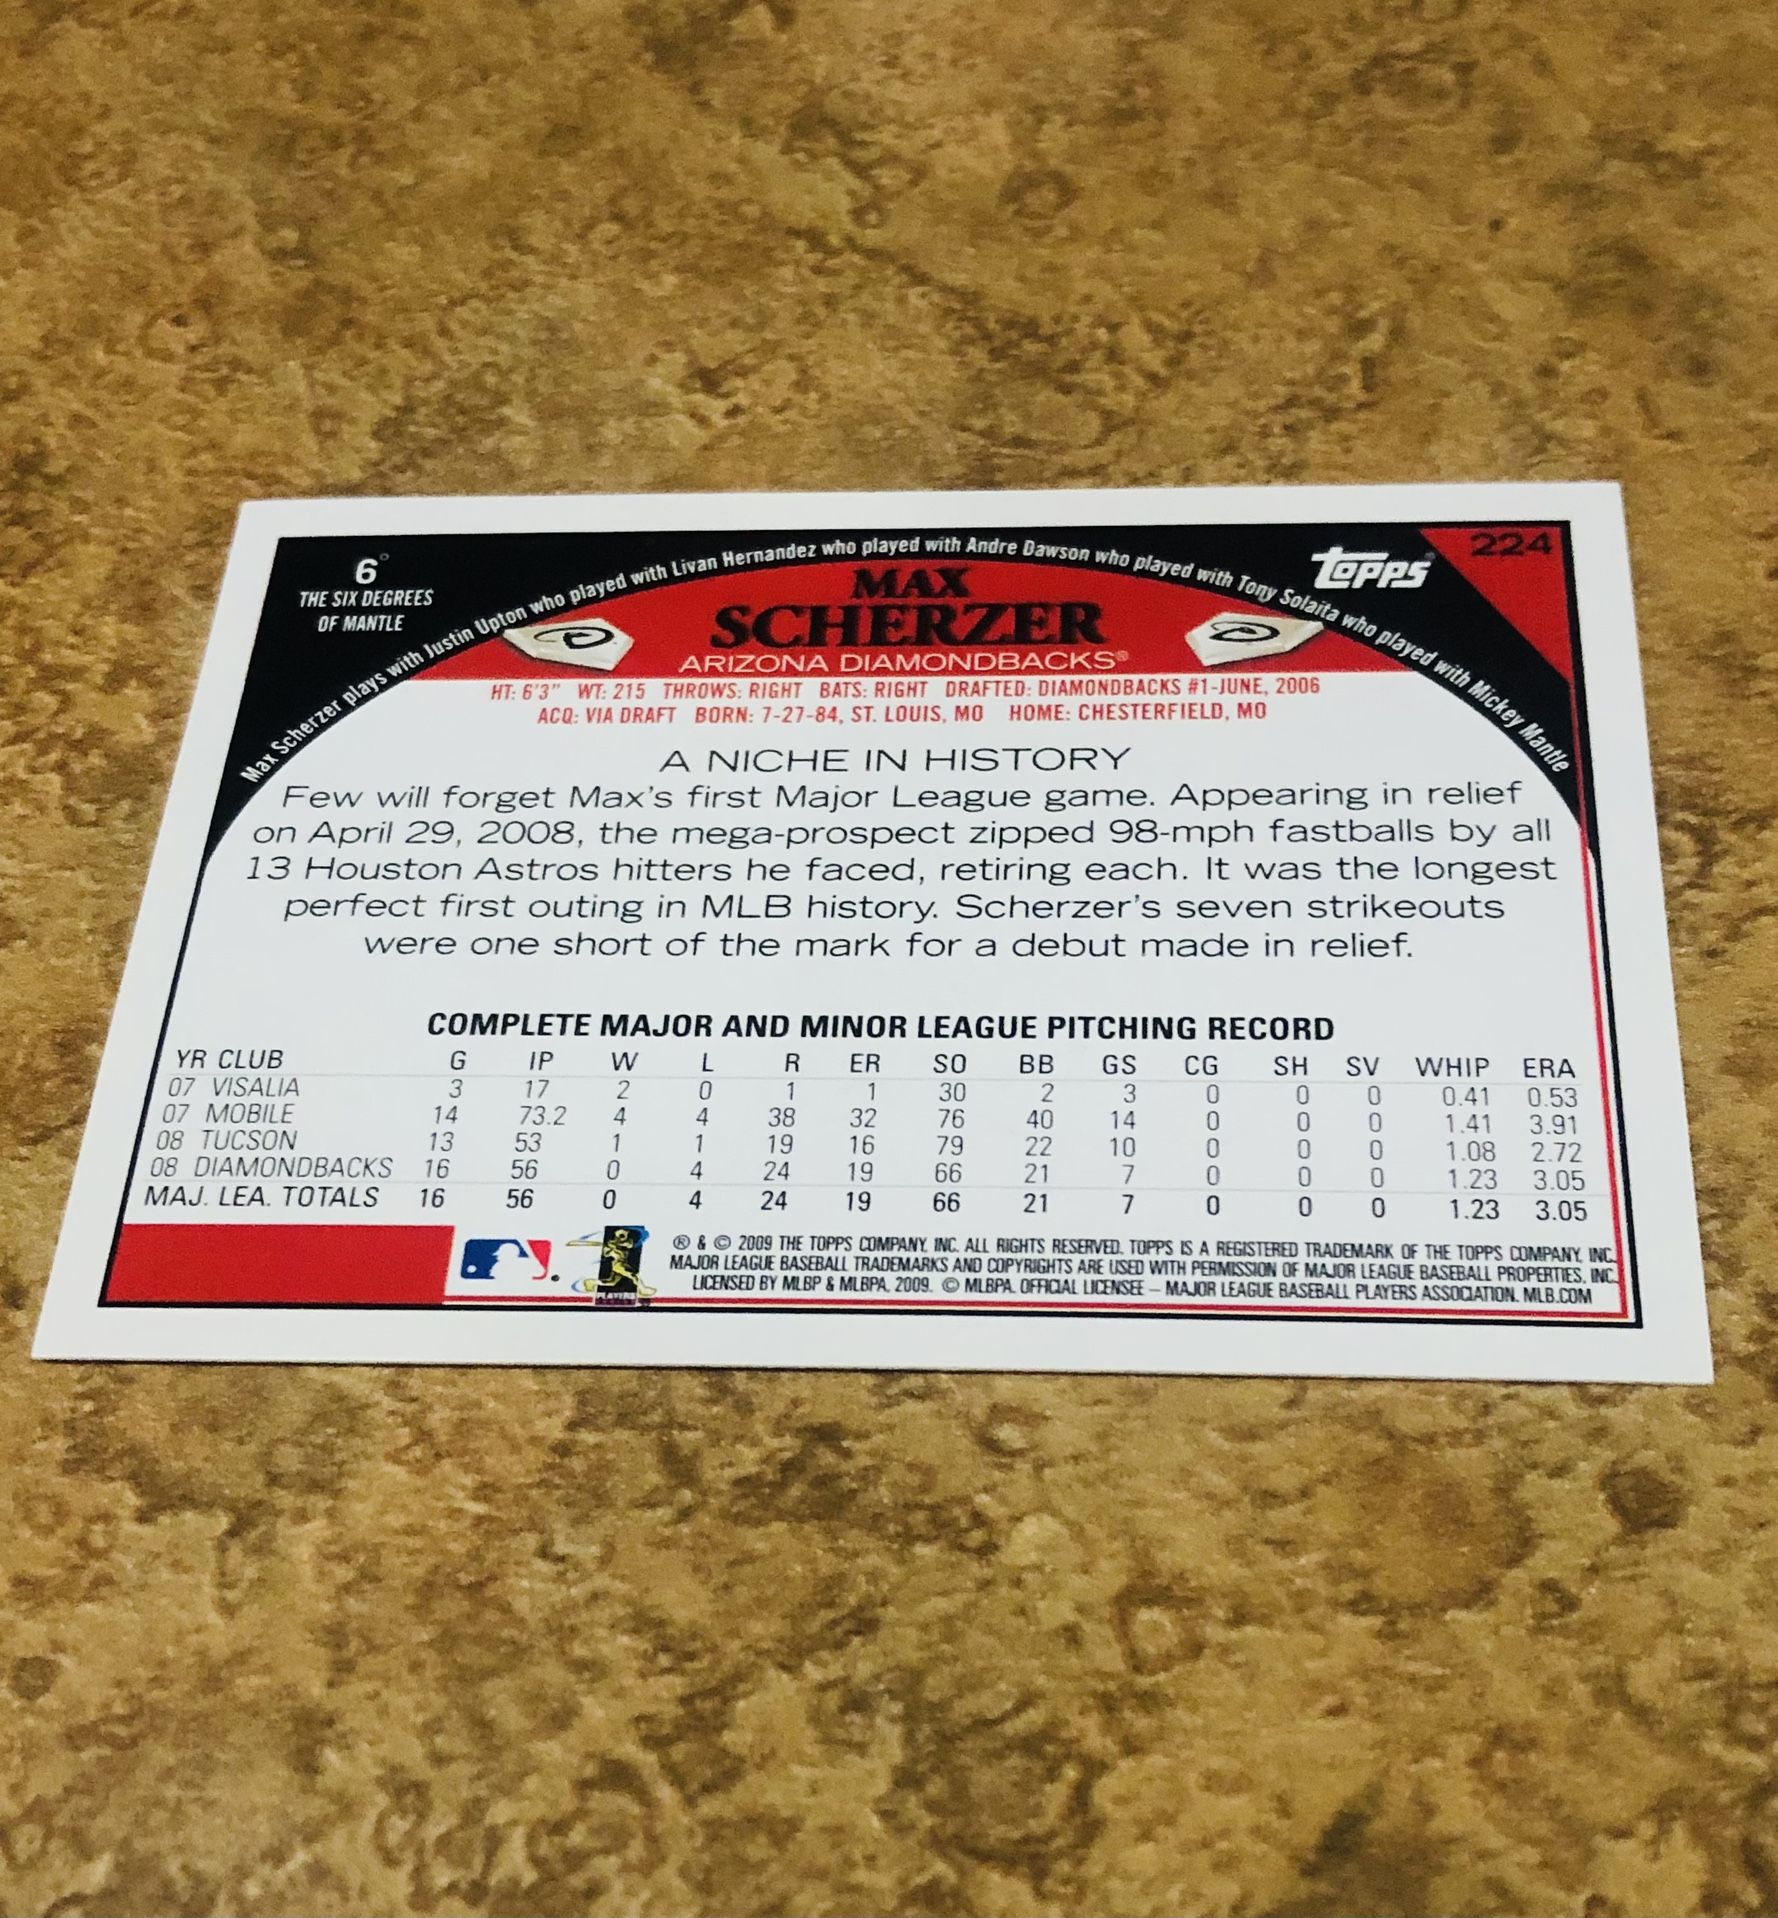 6°
THE SIX DEGREES
OF MANTLE
Max Scherzer plays with Justin Upton who played with Livan Hernandez who played with Andre Dawson who played with Tony Solaita who played with Mickey Mantle
topps
224
MAX
SCHERZER
ARIZONA DIAMONDBACKS®
HT: 6'3" WT: 215 THROWS: RIGHT BATS: RIGHT DRAFTED: DIAMONDBACKS #1-JUNE, 2006
ACQ: VIA DRAFT BORN: 7-27-84, ST. LOUIS, MO HOME: CHESTERFIELD, MO
A NICHE IN HISTORY
Few will forget Max's first Major League game. Appearing in relief
on April 29, 2008, the mega-prospect zipped 98-mph fastballs by all
13 Houston Astros hitters he faced, retiring each. It was the longest
perfect first outing in MLB history. Scherzer's seven strikeouts
were one short of the mark for a debut made in relief.
COMPLETE MAJOR AND MINOR LEAGUE PITCHING RECORD
YR CLUB G IP W L R ER SO BB GS CG SH SV WHIP ERA
07 VISALIA 3 17 2 0 1 1 30 2 3 0 0 0 0.41 0.53
07 MOBILE 14 73.2 4 4 38 32 76 40 14 0 0 0 1.41 3.91
08 TUCSON 13 53 1 1 19 16 79 22 10 0 0 0 1.08 2.72
08 DIAMONDBACKS 16 56 0 4 24 19 66 21 7 0 0 0 1.23 3.05
MAJ. LEA. TOTALS 16 56 0 4 24 19 66 21 7 0 0 0 1.23 3.05
® & © 2009 THE TOPPS COMPANY, INC. ALL RIGHTS RESERVED. TOPPS IS A REGISTERED TRADEMARK OF THE TOPPS COMPANY, INC.
MAJOR LEAGUE BASEBALL TRADEMARKS AND COPYRIGHTS ARE USED WITH PERMISSION OF MAJOR LEAGUE BASEBALL PROPERTIES, INC.
LICENSED BY MLBP & MLBPA, 2009. © MLBPA. OFFICIAL LICENSEE – MAJOR LEAGUE BASEBALL PLAYERS ASSOCIATION. MLB.COM
PLAYERS